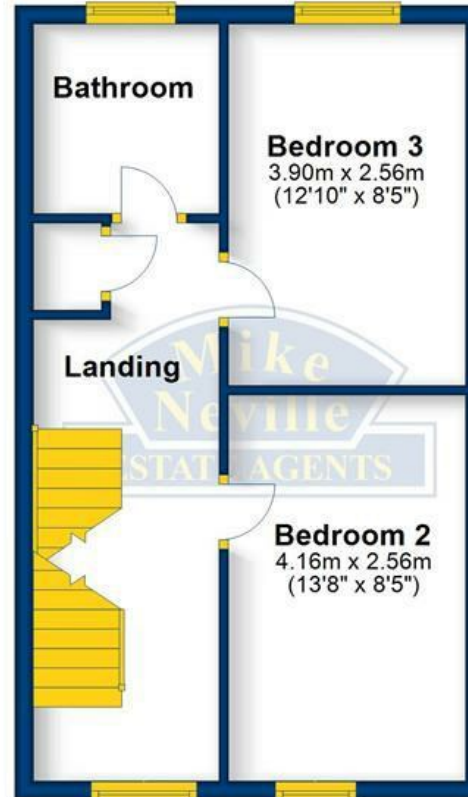 Bathroom
Bedroom 3
3.90m x 2.56m
(12'10" x 8'5")
Landing
Mike
Neville
ESTATE AGENTS
Bedroom 2
4.16m x 2.56m
(13'8" x 8'5")